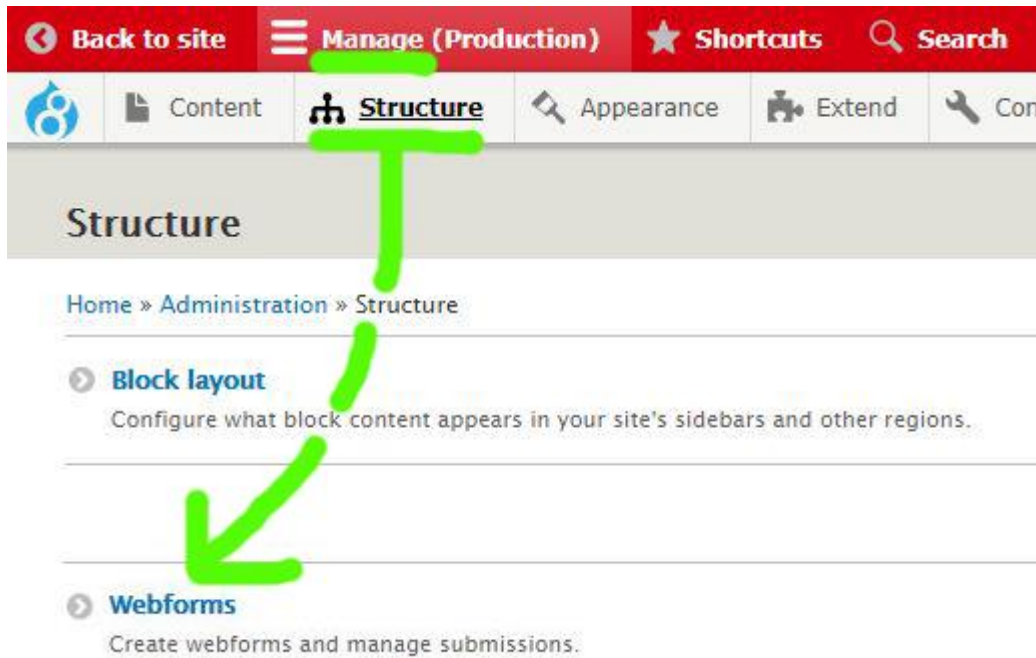 Back to site Manage (Production) Shortcuts Search
Content Structure Appearance Extend
Structure
Home » Administration » Structure
Block layout
Configure what block content appears in your site's sidebars and other regions.
Webforms
Create webforms and manage submissions.